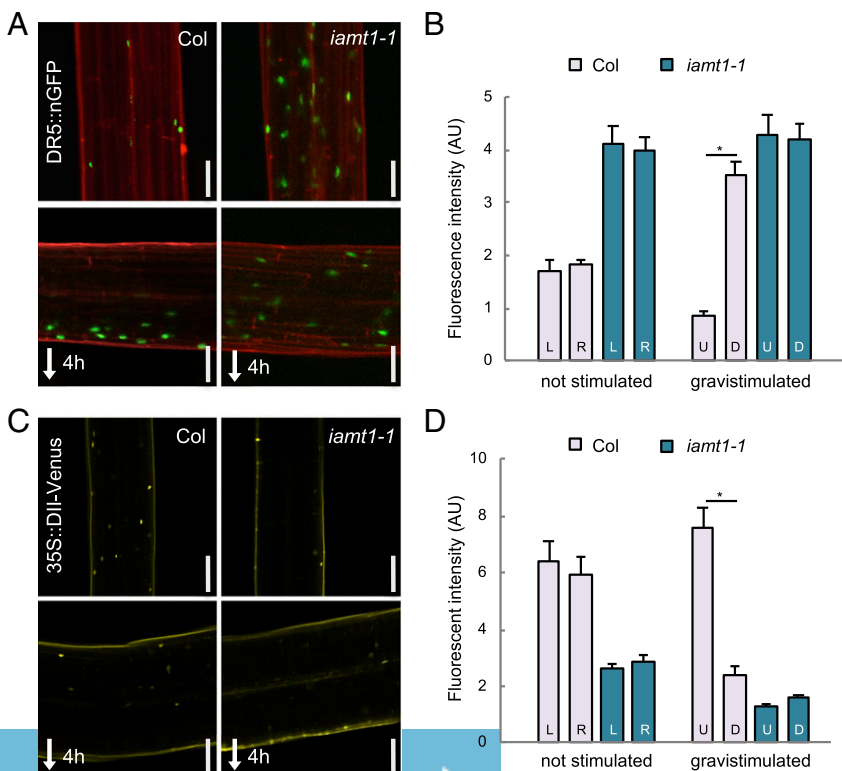 A
Col
iamt1-1
DR5::nGFP
4h
4h
B
Col
iamt1-1
Fluorescence intensity (AU)
5
4
3
2
1
0
*
L
R
L
R
U
D
U
D
not stimulated
gravistimulated
C
Col
iamt1-1
35S::DII-Venus
4h
4h
D
Col
iamt1-1
Fluorescent intensity (AU)
10
8
6
4
2
0
*
L
R
L
R
U
D
U
D
not stimulated
gravistimulated